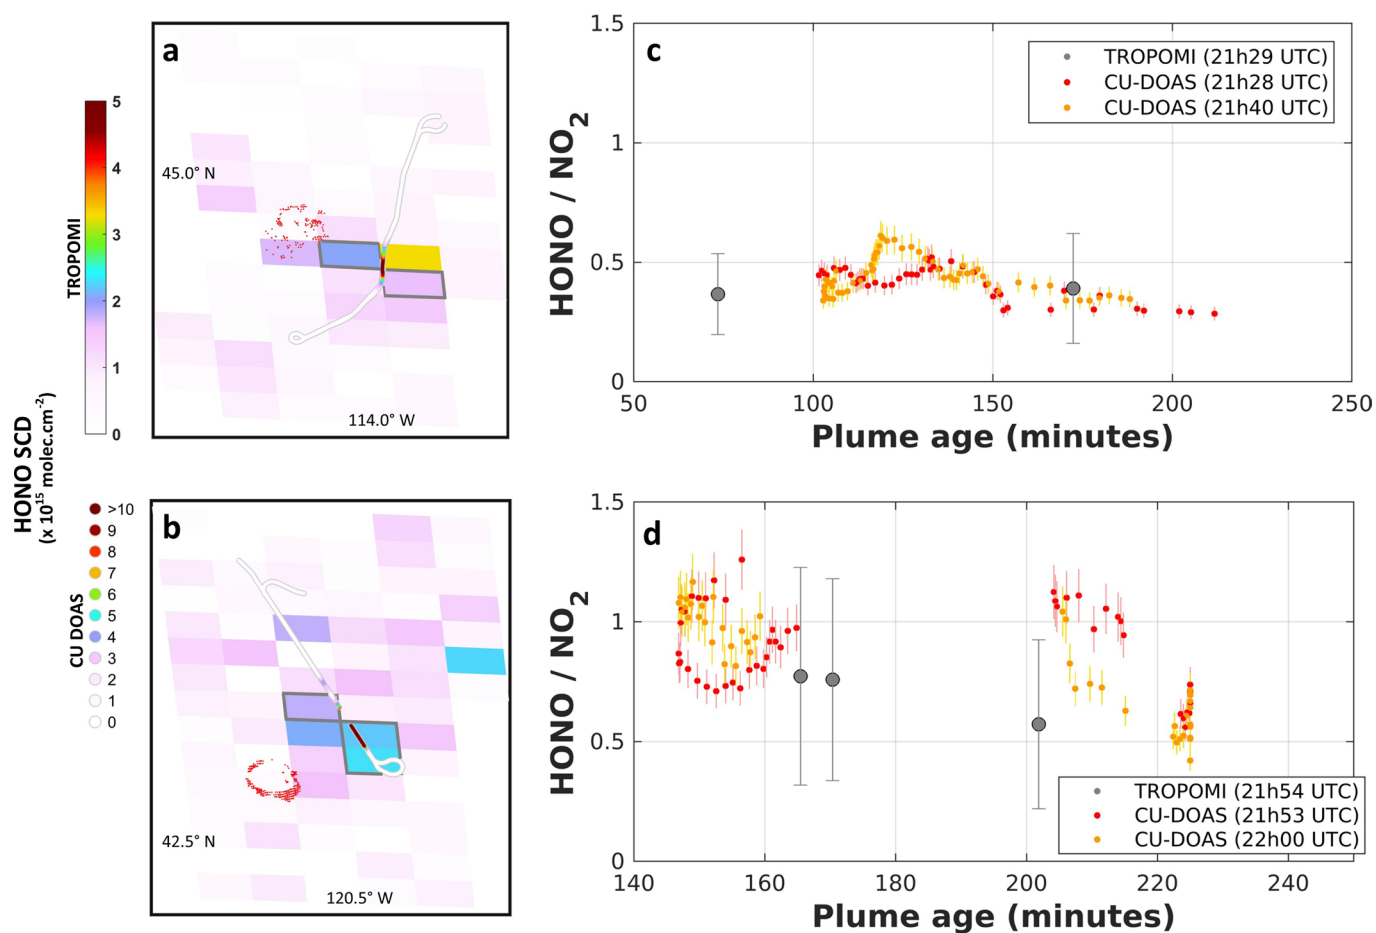 a
45.0° N
114.0° W
5
4
3
2
1
0
TROPOMI
HONO SCD
(x 10¹⁵ molec.cm⁻²)
CU DOAS
>10
9
8
7
6
5
4
3
2
1
0
b
42.5° N
120.5° W
c
TROPOMI (21h29 UTC)
CU-DOAS (21h28 UTC)
CU-DOAS (21h40 UTC)
HONO / NO₂
1.5
1
0.5
0
50 100 150 200 250
Plume age (minutes)
d
TROPOMI (21h54 UTC)
CU-DOAS (21h53 UTC)
CU-DOAS (22h00 UTC)
HONO / NO₂
1.5
1
0.5
0
140 160 180 200 220 240
Plume age (minutes)